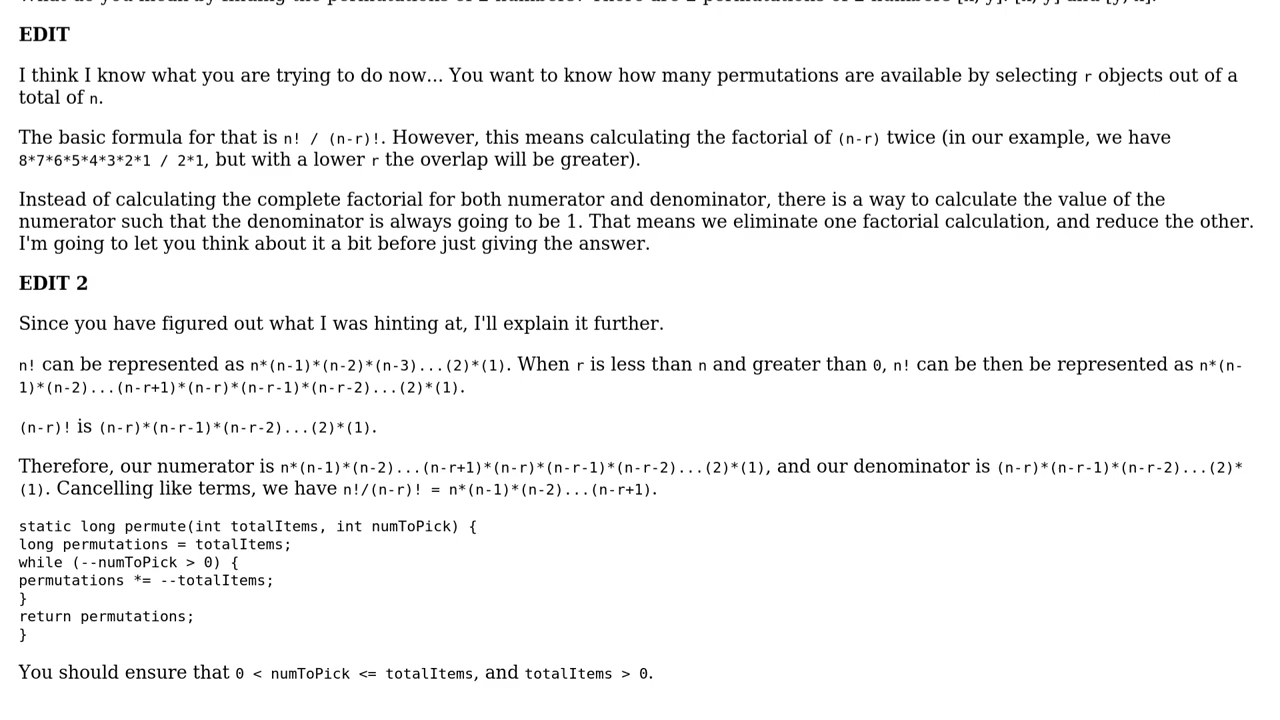 EDIT
I think I know what you are trying to do now... You want to know how many permutations are available by selecting r objects out of a
total of n.
The basic formula for that is n! / (n-r)!. However, this means calculating the factorial of (n-r) twice (in our example, we have
8*7*6*5*4*3*2*1 / 2*1, but with a lower r the overlap will be greater).
Instead of calculating the complete factorial for both numerator and denominator, there is a way to calculate the value of the
numerator such that the denominator is always going to be 1. That means we eliminate one factorial calculation, and reduce the other.
I'm going to let you think about it a bit before just giving the answer.
EDIT 2
Since you have figured out what I was hinting at, I'll explain it further.
n! can be represented as n*(n-1)*(n-2)*(n-3)...(2)*(1). When r is less than n and greater than 0, n! can be then be represented as n*(n-
1)*(n-2)...(n-r+1)*(n-r)*(n-r-1)*(n-r-2)...(2)*(1).
(n-r)! is (n-r)*(n-r-1)*(n-r-2)...(2)*(1).
Therefore, our numerator is n*(n-1)*(n-2)...(n-r+1)*(n-r)*(n-r-1)*(n-r-2)...(2)*(1), and our denominator is (n-r)*(n-r-1)*(n-r-2)...(2)*
(1). Cancelling like terms, we have n!/(n-r)! = n*(n-1)*(n-2)...(n-r+1).
static long permute(int totalItems, int numToPick) {
long permutations = totalItems;
while (--numToPick > 0) {
permutations *= --totalItems;
}
return permutations;
}
You should ensure that 0 < numToPick <= totalItems, and totalItems > 0.